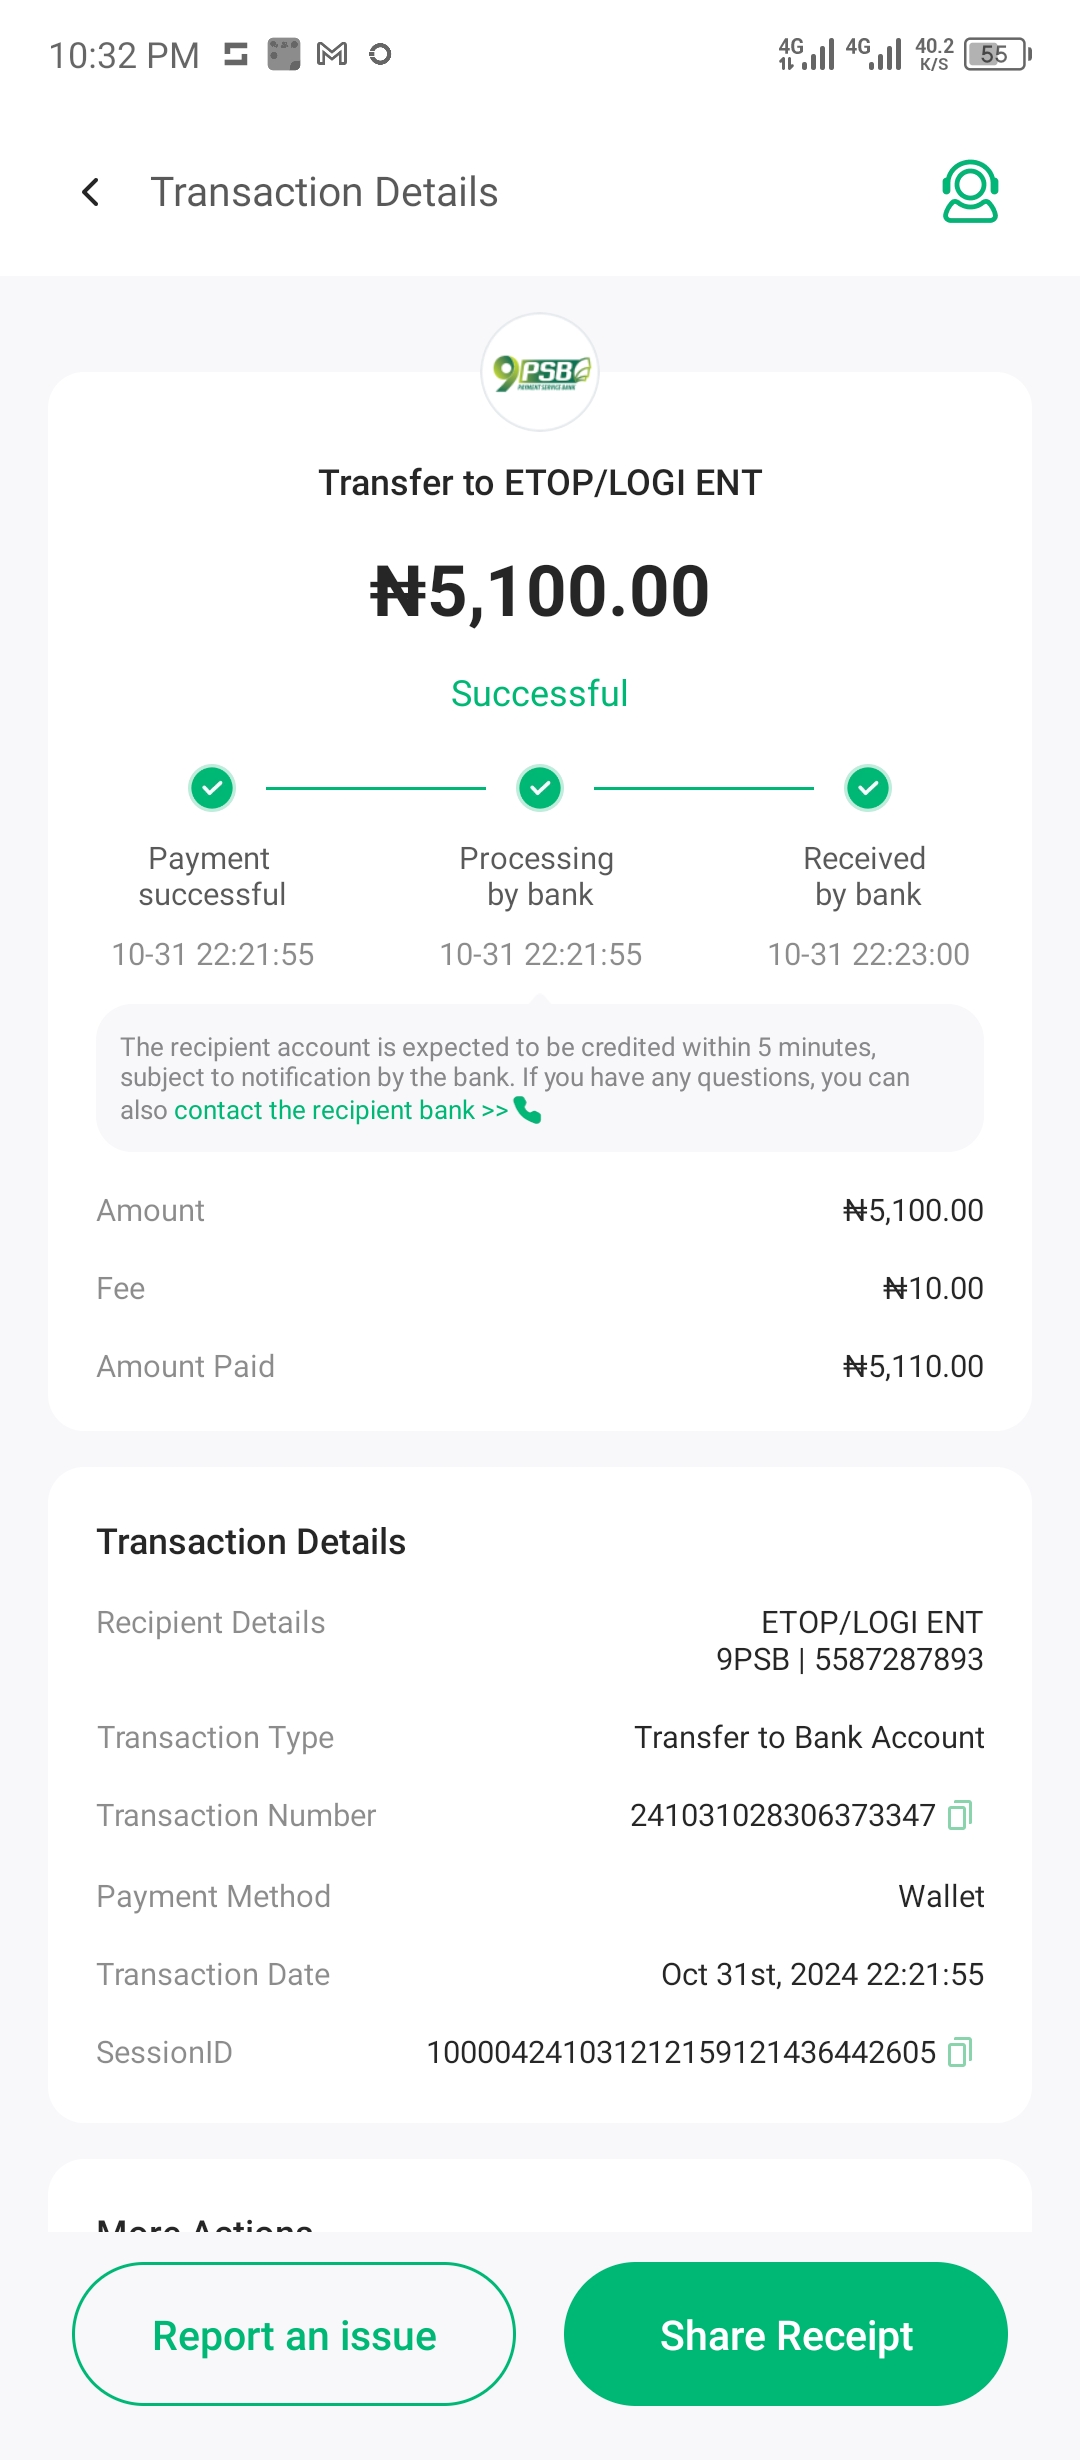 10:32 PM
4G 4G 40.2 K/S 55
Transaction Details
9PSB
PAYMENT SERVICE BANK
Transfer to ETOP/LOGI ENT
₦5,100.00
Successful
Payment successful
Processing by bank
Received by bank
10-31 22:21:55
10-31 22:21:55
10-31 22:23:00
The recipient account is expected to be credited within 5 minutes,
subject to notification by the bank. If you have any questions, you can
also contact the recipient bank >>
Amount ₦5,100.00
Fee ₦10.00
Amount Paid ₦5,110.00
Transaction Details
Recipient Details ETOP/LOGI ENT
9PSB | 5587287893
Transaction Type Transfer to Bank Account
Transaction Number 241031028306373347
Payment Method Wallet
Transaction Date Oct 31st, 2024 22:21:55
SessionID 100004241031212159121436442605
More Actions
Report an issue
Share Receipt